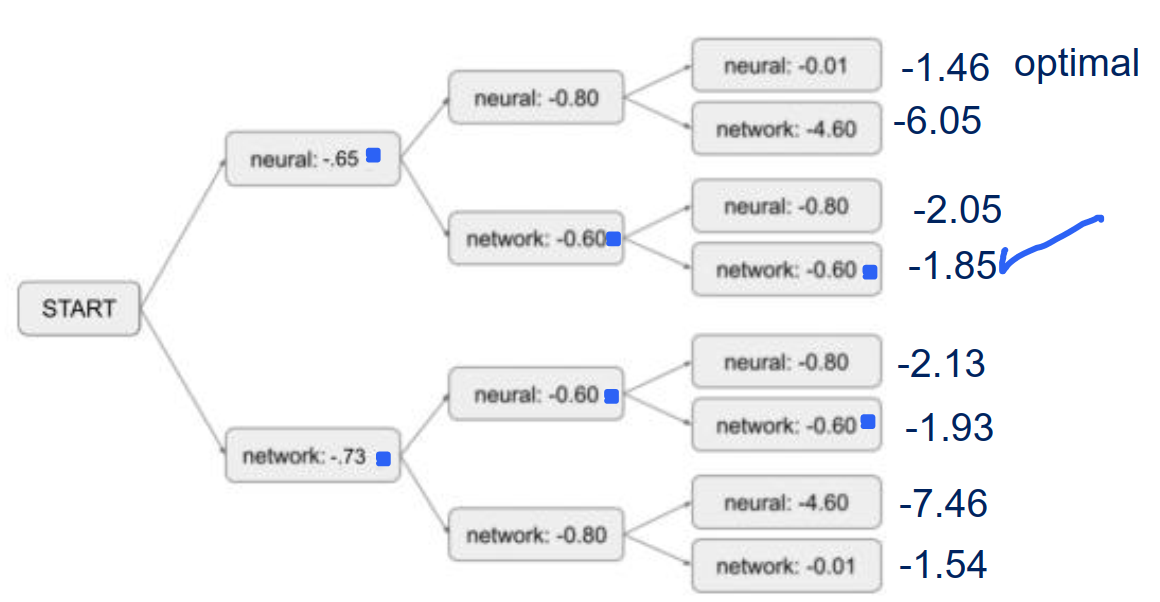 neural: -0.01 -1.46 optimal
neural: -0.80
network: -4.60 -6.05
neural: -.65
neural: -0.80 -2.05
network: -0.60
network: -0.60 -1.85
START
neural: -0.80 -2.13
neural: -0.60
network: -0.60 -1.93
network: -.73
neural: -4.60 -7.46
network: -0.80
network: -0.01 -1.54